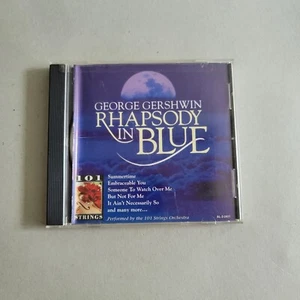 GEORGE GERSHWIN
RHAPSODY
IN BLUE
101
STRINGS
Summertime
Embraceable You
Someone To Watch Over Me
But Not For Me
It Ain't Necessarily So
and many more....
Performed by the 101 Strings Orchestra